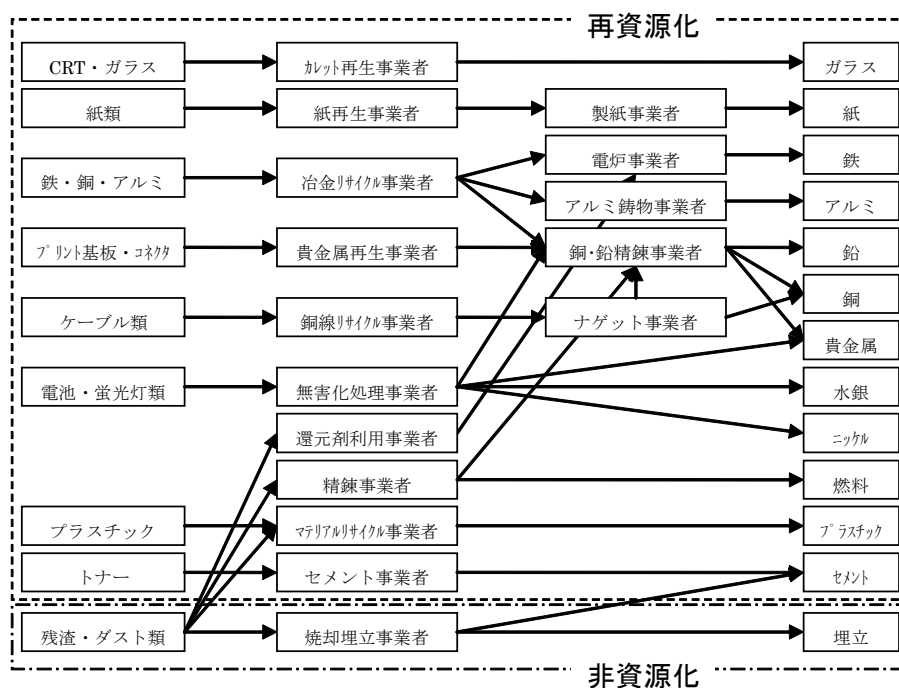 再資源化
CRT・ガラス
ｶﾚｯﾄ再生事業者
ガラス
紙類
紙再生事業者
製紙事業者
紙
電炉事業者
鉄
鉄・銅・アルミ
冶金ﾘｻｲｸﾙ事業者
アルミ鋳物事業者
アルミ
ﾌﾟﾘﾝﾄ基板・ｺﾈｸﾀ
貴金属再生事業者
銅・鉛精錬事業者
鉛
銅
ケーブル類
銅線ﾘｻｲｸﾙ事業者
ナゲット事業者
貴金属
電池・蛍光灯類
無害化処理事業者
水銀
還元剤利用事業者
ﾆｯｹﾙ
精錬事業者
燃料
プラスチック
ﾏﾃﾘｱﾙﾘｻｲｸﾙ事業者
ﾌﾟﾗｽﾁｯｸ
トナー
セメント事業者
ｾﾒﾝﾄ
残渣・ダスト類
焼却埋立事業者
埋立
非資源化